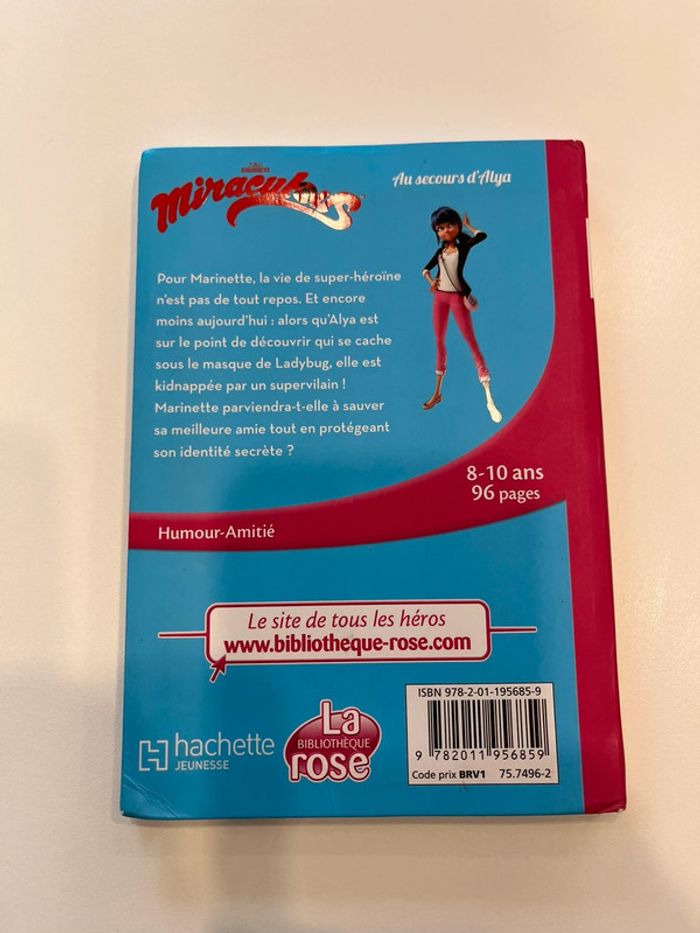 Miraculous
Au secours d'Alya
Pour Marinette, la vie de super-héroïne
n'est pas de tout repos. Et encore
moins aujourd'hui : alors qu'Alya est
sur le point de découvrir qui se cache
sous le masque de Ladybug, elle est
kidnappée par un supervilain !
Marinette parviendra-t-elle à sauver
sa meilleure amie tout en protégeant
son identité secrète ?
8-10 ans
96 pages
Humour-Amitié
Le site de tous les héros
www.bibliotheque-rose.com
ISBN 978-2-01-195685-9
9 782011 956859
Code prix BRV1 75.7496-2
hachette
JEUNESSE
La
BIBLIOTHÈQUE
rose